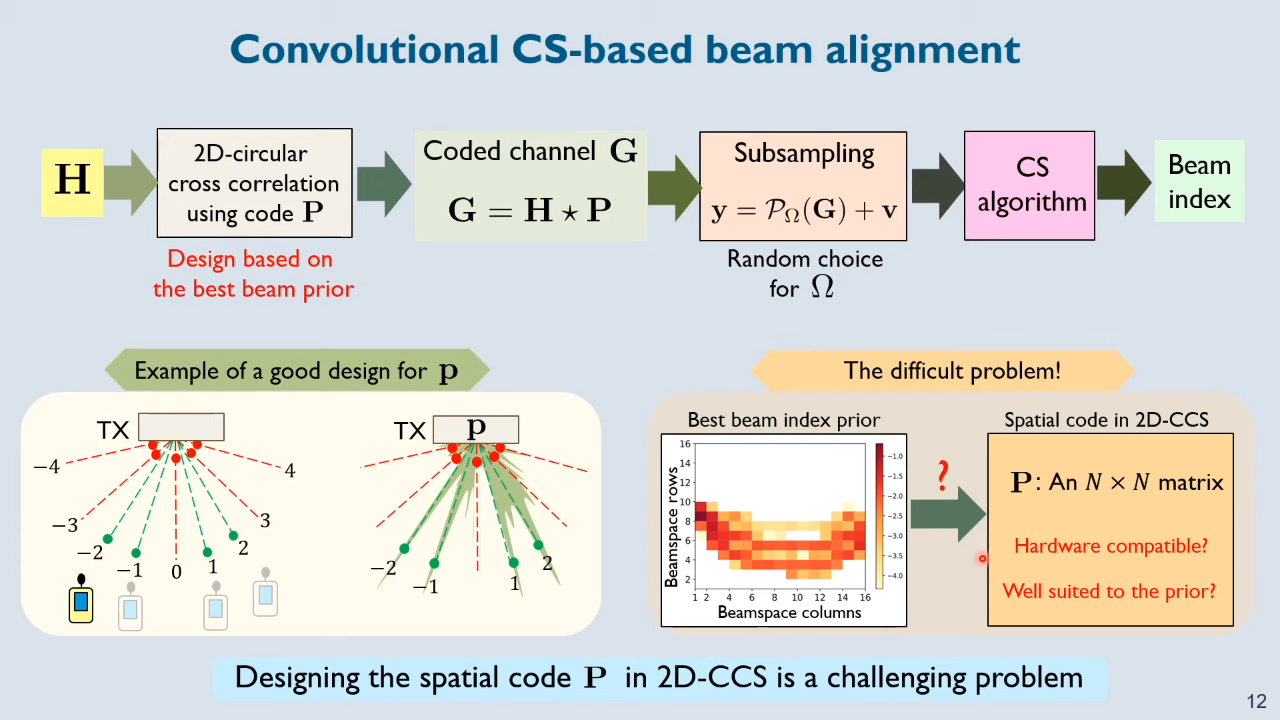 Convolutional CS-based beam alignment
H
2D-circular
cross correlation
using code P
Coded channel G
G = H ⋆ P
Subsampling
y = 𝒫Ω(G) + v
CS
algorithm
Beam
index
Design based on
the best beam prior
Random choice
for Ω
Example of a good design for p
TX
−4
−3
−2
−1
0
1
2
3
4
TX
p
−2
−1
1
2
The difficult problem!
Best beam index prior
Beamspace rows
16
14
12
10
8
6
4
2
1 2 4 6 8 10 12 14 16
Beamspace columns
−1.0
−1.5
−2.0
−2.5
−3.0
−3.5
−4.0
?
Spatial code in 2D-CCS
P: An N × N matrix
Hardware compatible?
Well suited to the prior?
Designing the spatial code P in 2D-CCS is a challenging problem
12